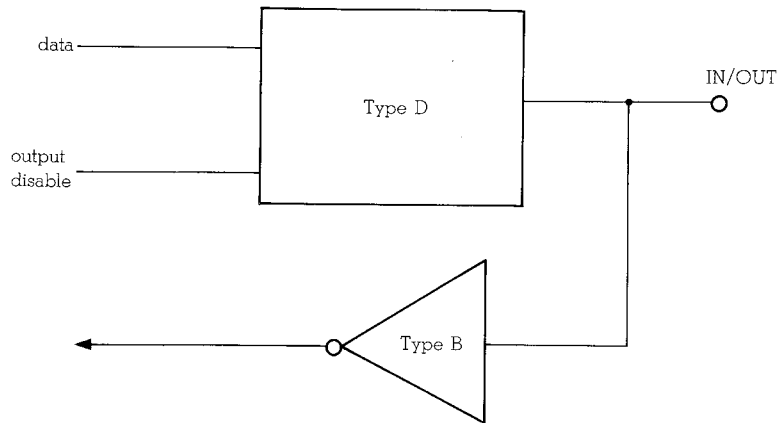 data
Type D
IN/OUT
output
disable
Type B